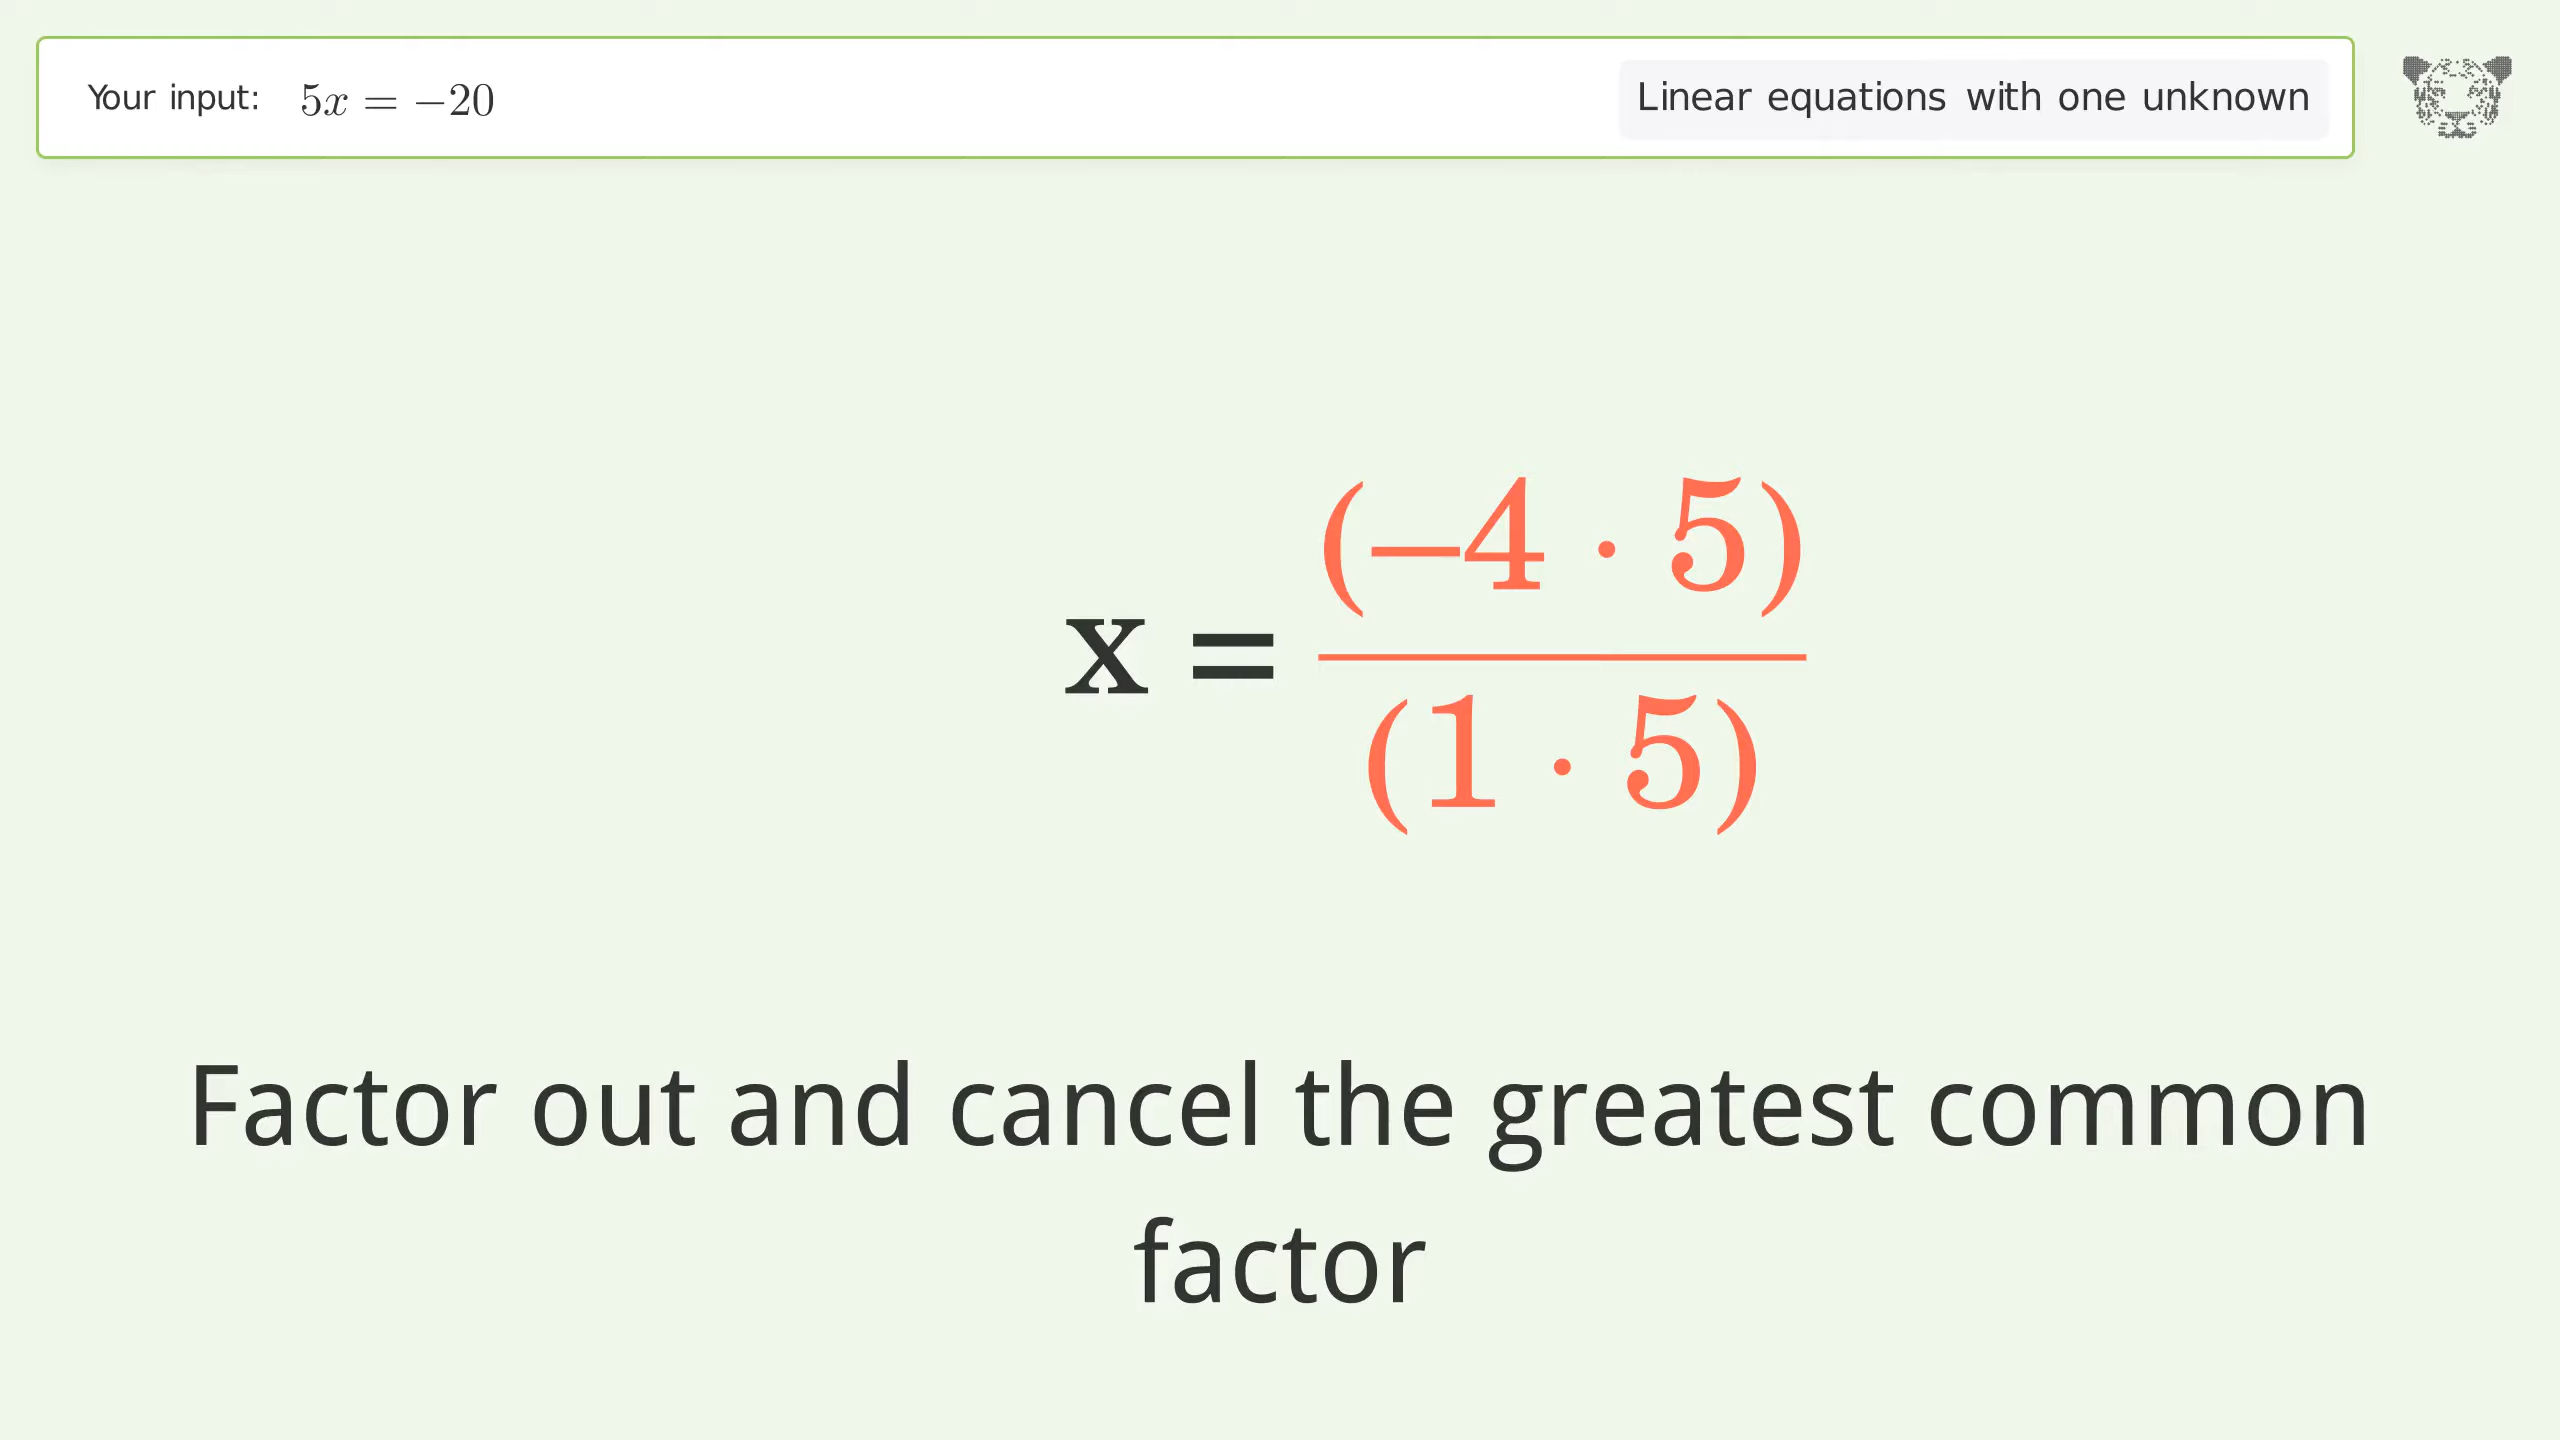 Your input: 5x = −20
Linear equations with one unknown
x = (−4 · 5) / (1 · 5)
Factor out and cancel the greatest common
factor